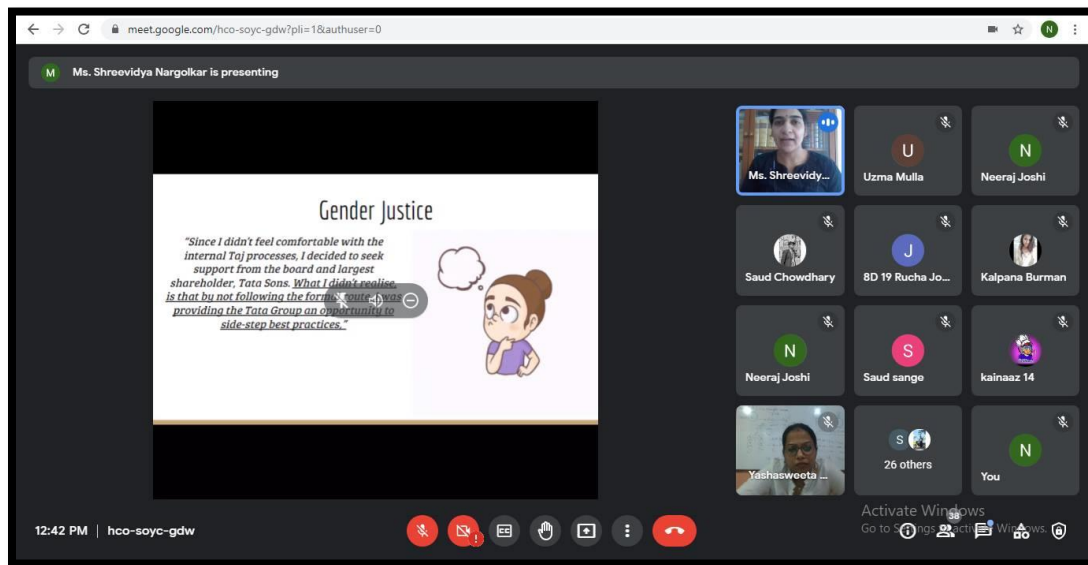 meet.google.com/hco-soyc-gdw?pli=1&authuser=0
N
M Ms. Shreevidya Nargolkar is presenting
Gender Justice
"Since I didn't feel comfortable with the
internal Taj processes, I decided to seek
support from the board and largest
shareholder, Tata Sons. What I didn't realise,
is that by not following the formal route, I was
providing the Tata Group an opportunity to
side-step best practices,"
Ms. Shreevidy...
U
Uzma Mulla
N
Neeraj Joshi
Saud Chowdhary
J
8D 19 Rucha Jo...
Kalpana Burman
N
Neeraj Joshi
S
Saud sange
kainaaz 14
Yashasweeta ...
S
26 others
N
You
12:42 PM | hco-soyc-gdw
CC
38
Activate Windows
Go to Settings to activate Windows.